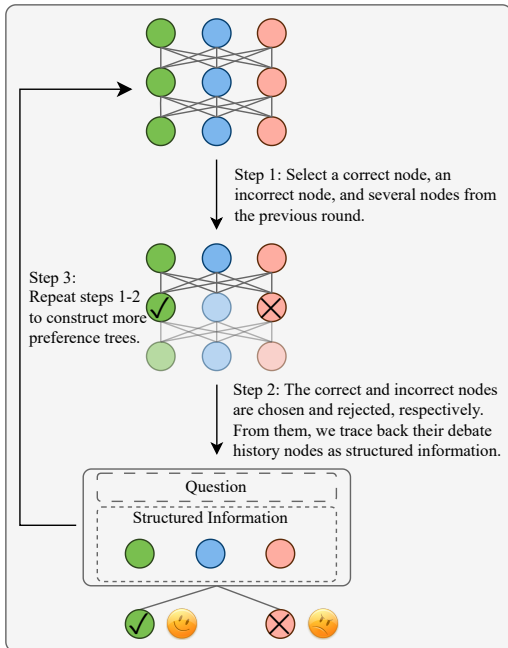 Step 1: Select a correct node, an
incorrect node, and several nodes from
the previous round.
Step 3:
Repeat steps 1-2
to construct more
preference trees.
Step 2: The correct and incorrect nodes
are chosen and rejected, respectively.
From them, we trace back their debate
history nodes as structured information.
Question
Structured Information